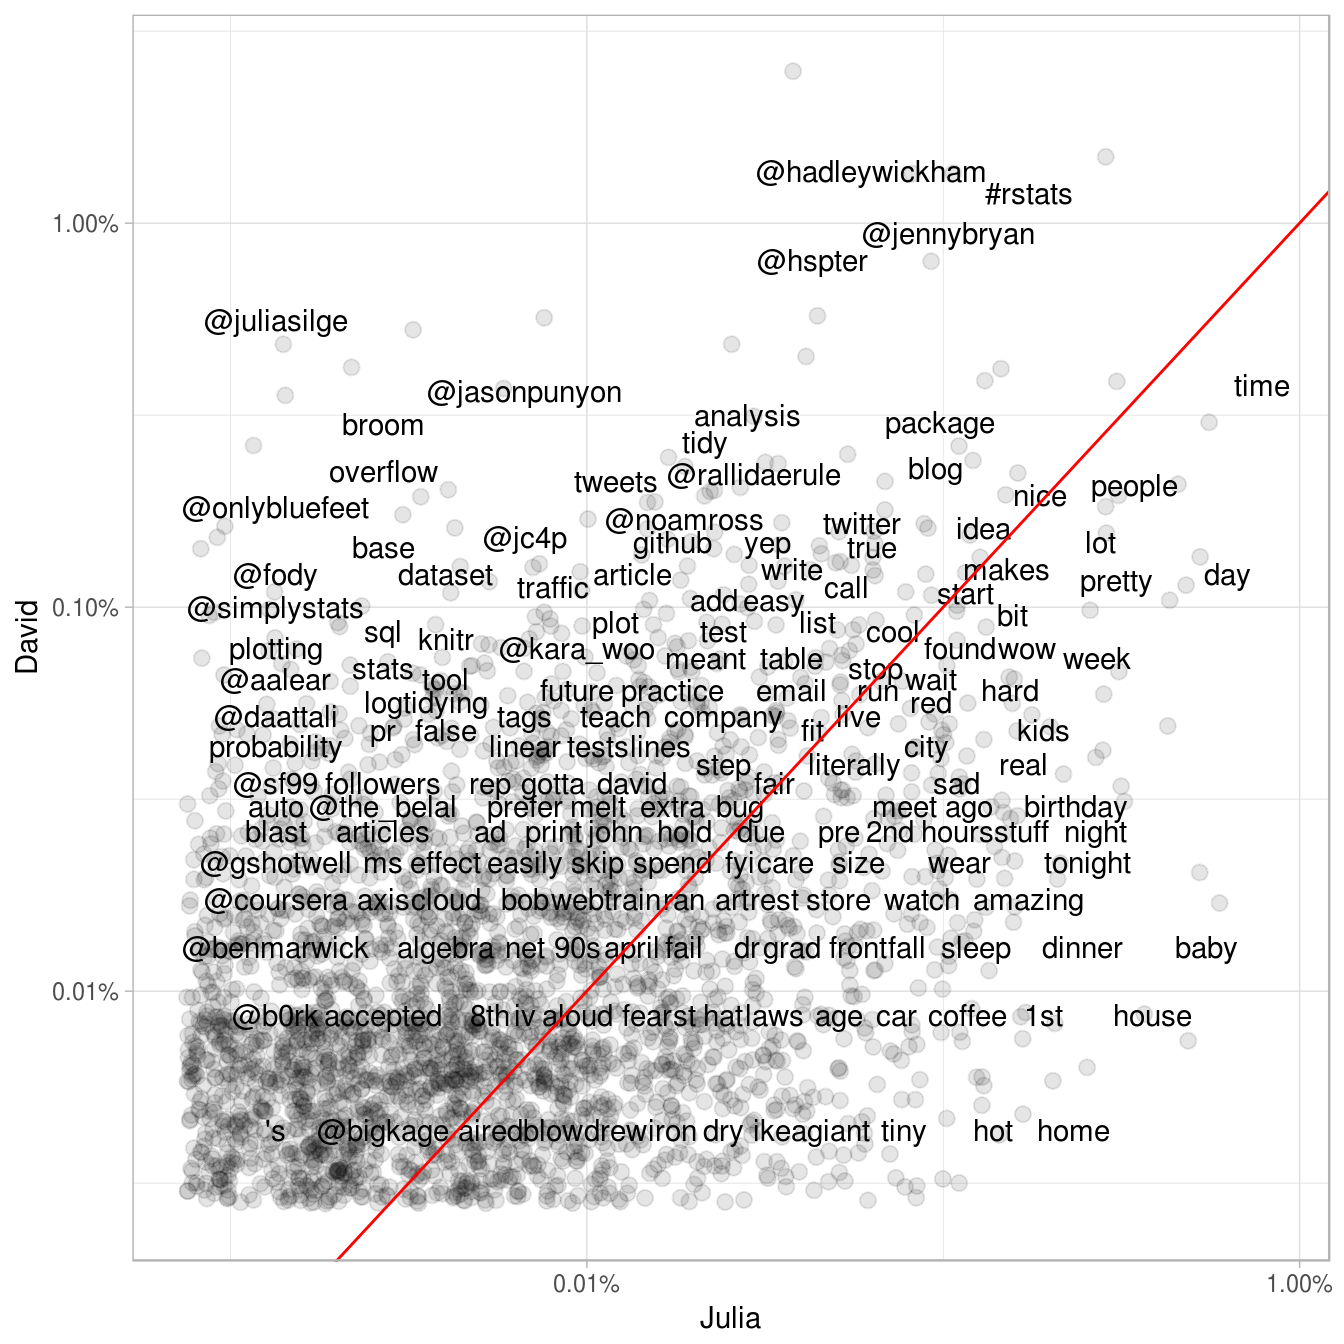 @hadleywickham
#rstats
1.00%
@jennybryan
@hspter
@juliasilge
time
@jasonpunyon
analysis
broom package
tidy
overflow blog
tweets @rallidaerule
people
nice
@onlybluefeet
@noamross twitter
idea
@jc4p
github yep lot
base true
write makes
@fody dataset article day
pretty
traffic call
start
add easy
0.10%
@simplystats
bit
plot list
sql test cool
knitr
plotting @kara_woo found wow
meant table week
stats stop
@aalear tool wait
future practice email run hard
logtidying red
@daattali tags teach company live
pr false fit kids
probability linear testslines city
step literally real
@sf99 followers rep gotta david fair sad
auto @the_belal prefer melt extra bug meet ago birthday
blast articles ad print john hold due pre 2nd hoursstuff night
@gshotwell ms effect easily skip spend fyi care size wear tonight
@coursera axiscloud bobwebtrainran artrest store watch amazing
@benmarwick algebra net 90s april fail dr grad frontfall sleep dinner baby
0.01%
@b0rk accepted 8th iv aloud fearst hatlaws age car coffee 1st house
's @bigkage airedblowdrewiron dry ikeagiant tiny hot home
David
0.01% 1.00%
Julia